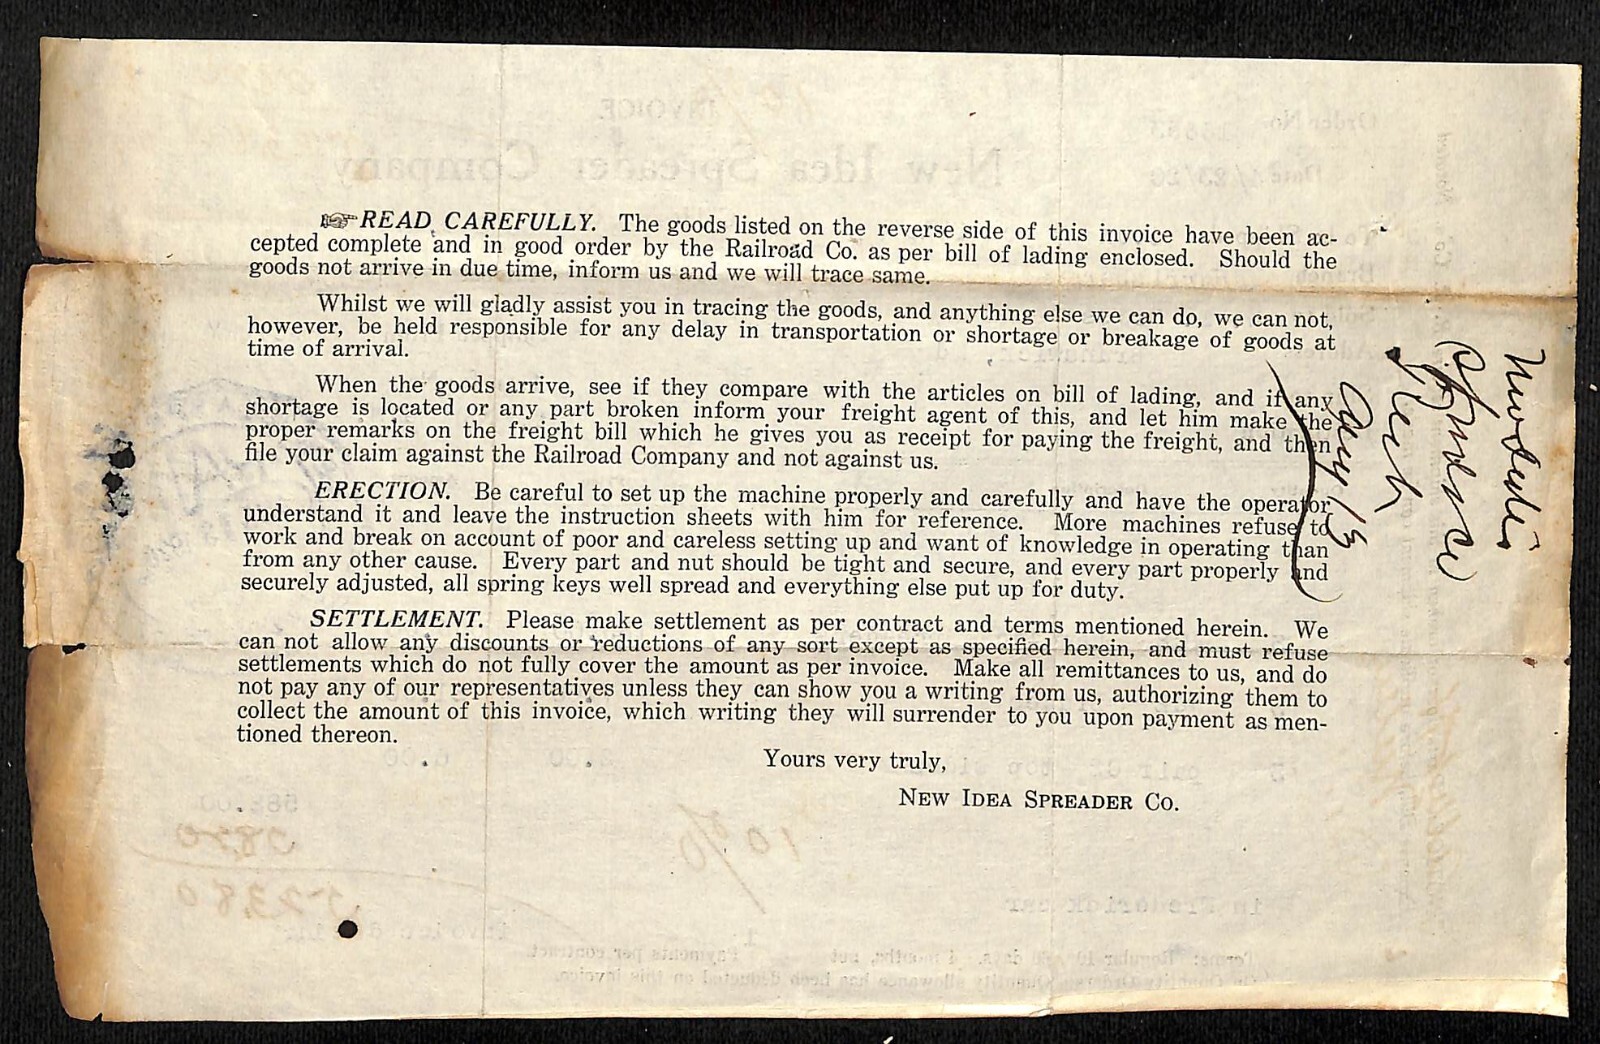 READ CAREFULLY. The goods listed on the reverse side of this invoice have been ac-
cepted complete and in good order by the Railroad Co. as per bill of lading enclosed. Should the
goods not arrive in due time, inform us and we will trace same.
Whilst we will gladly assist you in tracing the goods, and anything else we can do, we can not,
however, be held responsible for any delay in transportation or shortage or breakage of goods at
time of arrival.
When the goods arrive, see if they compare with the articles on bill of lading, and if any
shortage is located or any part broken inform your freight agent of this, and let him make the
proper remarks on the freight bill which he gives you as receipt for paying the freight, and then
file your claim against the Railroad Company and not against us.
ERECTION. Be careful to set up the machine properly and carefully and have the operator
understand it and leave the instruction sheets with him for reference. More machines refuse to
work and break on account of poor and careless setting up and want of knowledge in operating than
from any other cause. Every part and nut should be tight and secure, and every part properly and
securely adjusted, all spring keys well spread and everything else put up for duty.
SETTLEMENT. Please make settlement as per contract and terms mentioned herein. We
can not allow any discounts or reductions of any sort except as specified herein, and must refuse
settlements which do not fully cover the amount as per invoice. Make all remittances to us, and do
not pay any of our representatives unless they can show you a writing from us, authorizing them to
collect the amount of this invoice, which writing they will surrender to you upon payment as men-
tioned thereon.
Yours very truly,
NEW IDEA SPREADER CO.
13